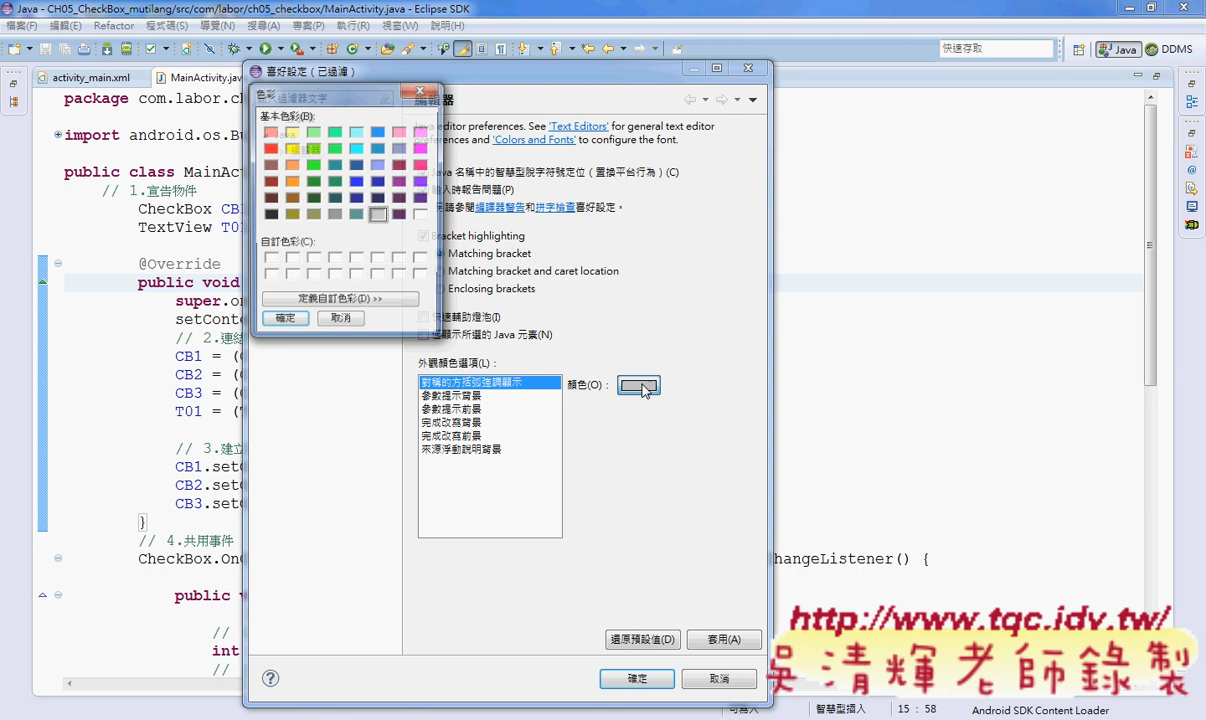 Java - CH05_CheckBox_mutilang/src/com/labor/ch05_checkbox/MainActivity.java - Eclipse SDK
檔案(F) 編輯(E) Refactor 程式碼(S) 導覽(N) 搜尋(A) 專案(P) 執行(R) 視窗(W) 說明(H)
快速存取
Java
DDMS
activity_main.xml
MainActivity.java
package com.labor.c
import android.os.Bu
public class MainAc
// 1.宣告物件
CheckBox CB
TextView T01
@Override
public void
super.on
setConte
// 2.連結
CB1 = (C
CB2 = (C
CB3 = (C
T01 = (T
// 3.建立
CB1.setO
CB2.setO
CB3.setO
}
// 4.共用事件
CheckBox.OnC
hangeListener() {
public v
//
int
//
喜好設定（已過濾）
編輯器
Java editor preferences. See 'Text Editors' for general text editor
preferences and 'Colors and Fonts' to configure the font.
Java 名稱中的智慧型脫字符號定位（置換平台行為）(C)
輸入時報告問題(P)
請參閱編譯器警告和拼字檢查喜好設定。
Bracket highlighting
Matching bracket
Matching bracket and caret location
Enclosing brackets
快速輔助燈泡(I)
僅顯示所選的 Java 元素(N)
外觀顏色選項(L)：
對稱的方括弧強調顯示
參數提示背景
參數提示前景
完成改寫背景
完成改寫前景
來源浮動說明背景
顏色(O)：
還原預設值(D)
套用(A)
確定
取消
色彩
基本色彩(B):
自訂色彩(C):
定義自訂色彩(D) >>
確定
取消
http://www.tqc.idv.tw/
吳清輝老師錄製
可寫入
智慧型插入
15 : 58
Android SDK Content Loader